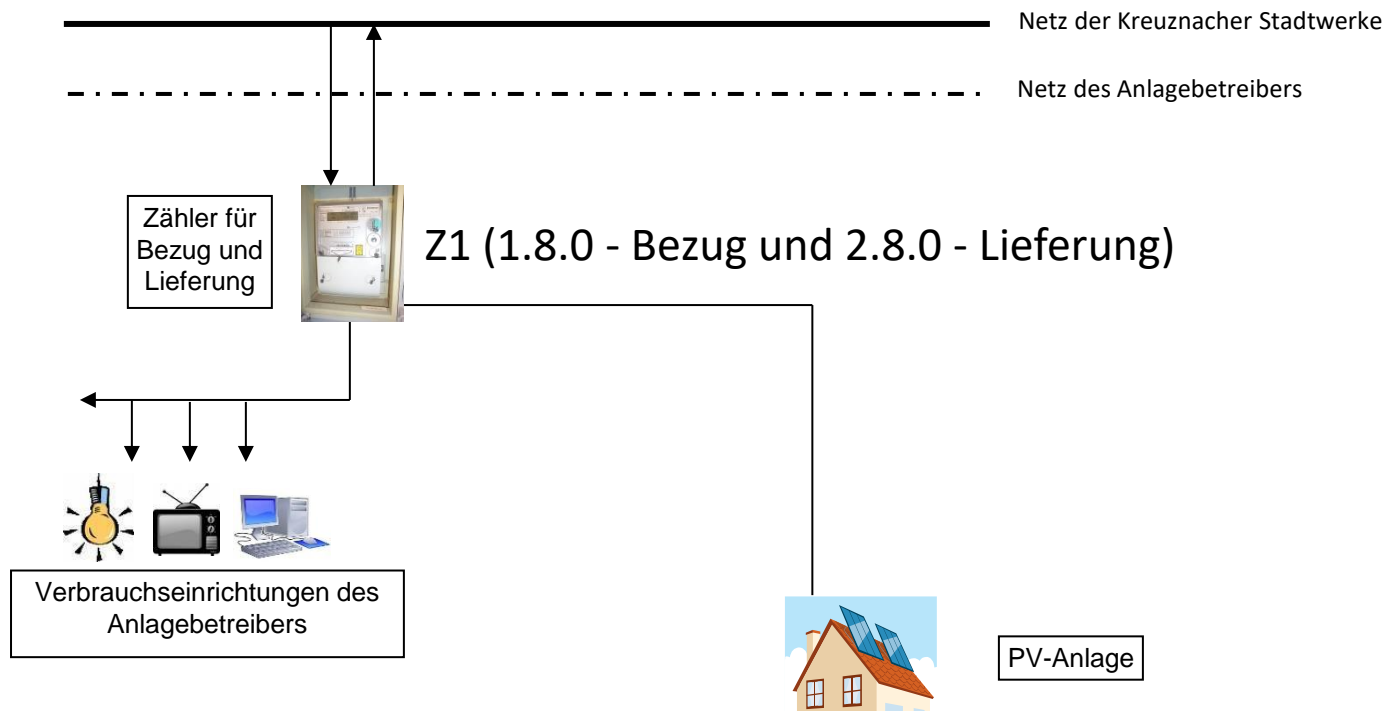 Netz der Kreuznacher Stadtwerke
Netz des Anlagebetreibers
Zähler für
Bezug und
Lieferung
Z1 (1.8.0 - Bezug und 2.8.0 - Lieferung)
Verbrauchseinrichtungen des
Anlagebetreibers
PV-Anlage